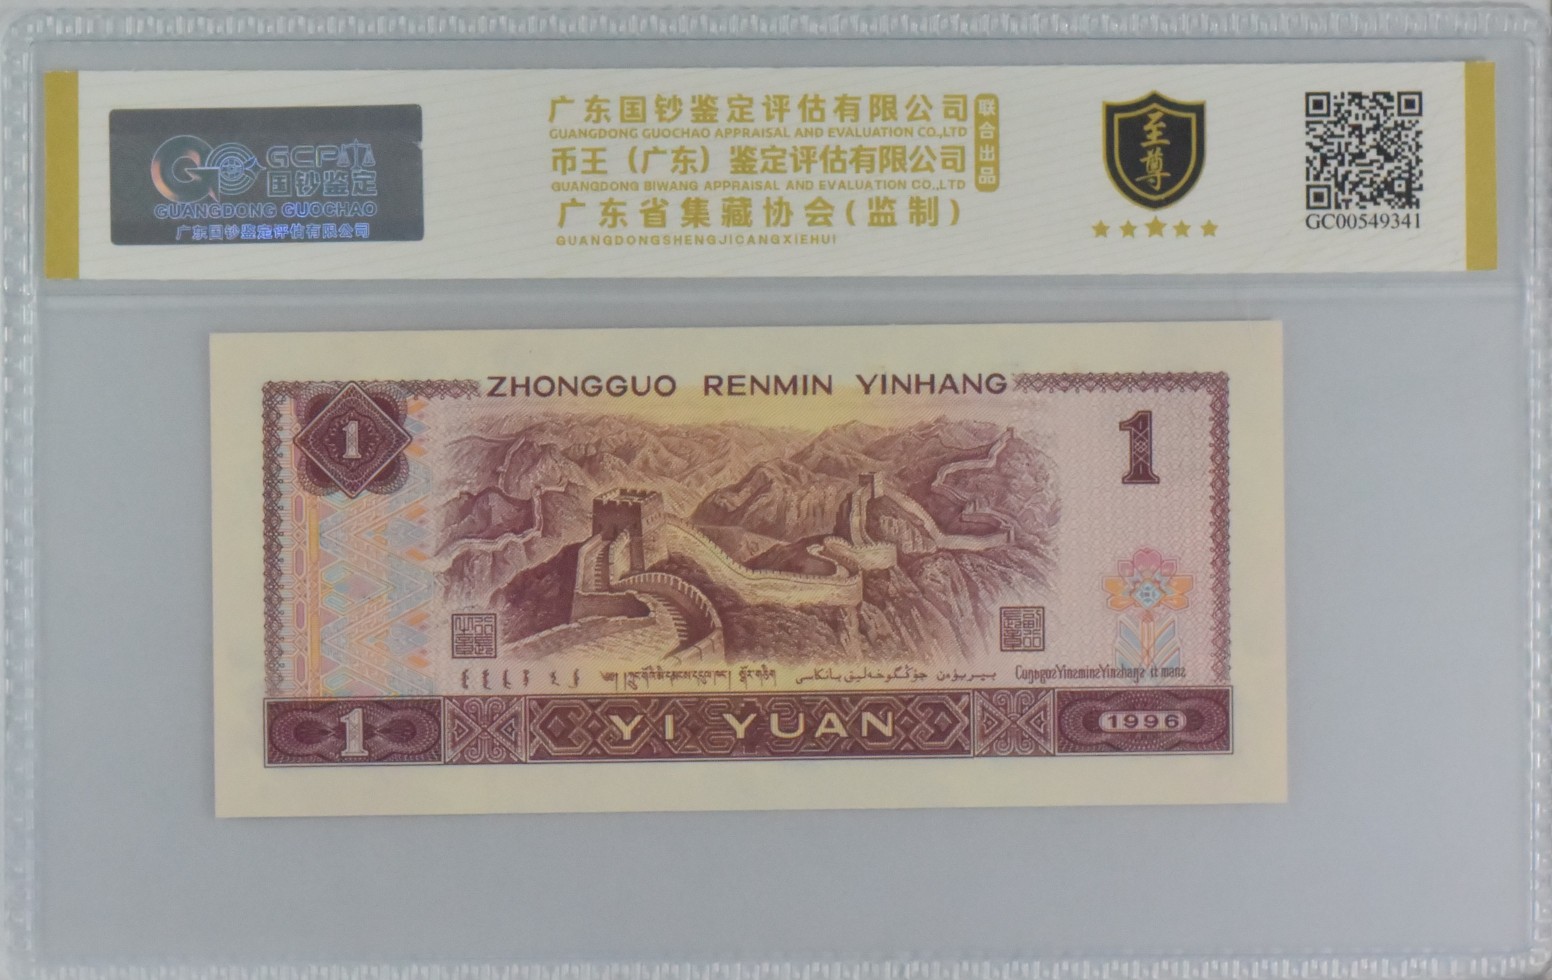 GCP
国钞鉴定
GUANGDONG GUOCHAO
广东国钞鉴定评估有限公司
广东国钞鉴定评估有限公司
GUANGDONG GUOCHAO APPRAISAL AND EVALUATION CO.,LTD
币王（广东）鉴定评估有限公司
GUANGDONG BIWANG APPRAISAL AND EVALUATION CO.,LTD
广东省集藏协会(监制)
GUANGDONGSHENGJICANGXIEHUI
联合出品
至尊
GC00549341
ZHONGGUO RENMIN YINHANG
1
1
1
YI YUAN
1996